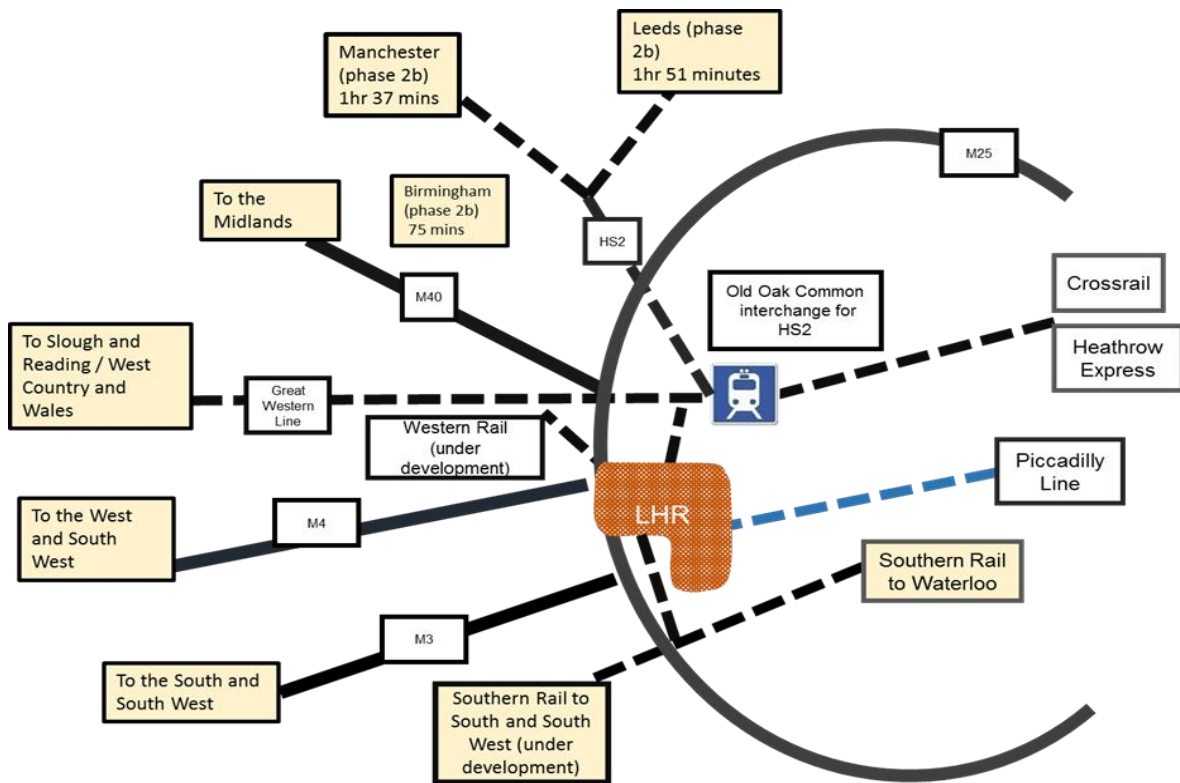 Manchester
(phase 2b)
1hr 37 mins
Leeds (phase
2b)
1hr 51 minutes
M25
To the
Midlands
Birmingham
(phase 2b)
75 mins
HS2
M40
Old Oak Common
interchange for
HS2
Crossrail
Heathrow
Express
To Slough and
Reading / West
Country and
Wales
Great
Western
Line
Western Rail
(under
development)
Piccadilly
Line
LHR
To the West
and South
West
M4
Southern Rail
to Waterloo
M3
To the South and
South West
Southern Rail to
South and South
West (under
development)